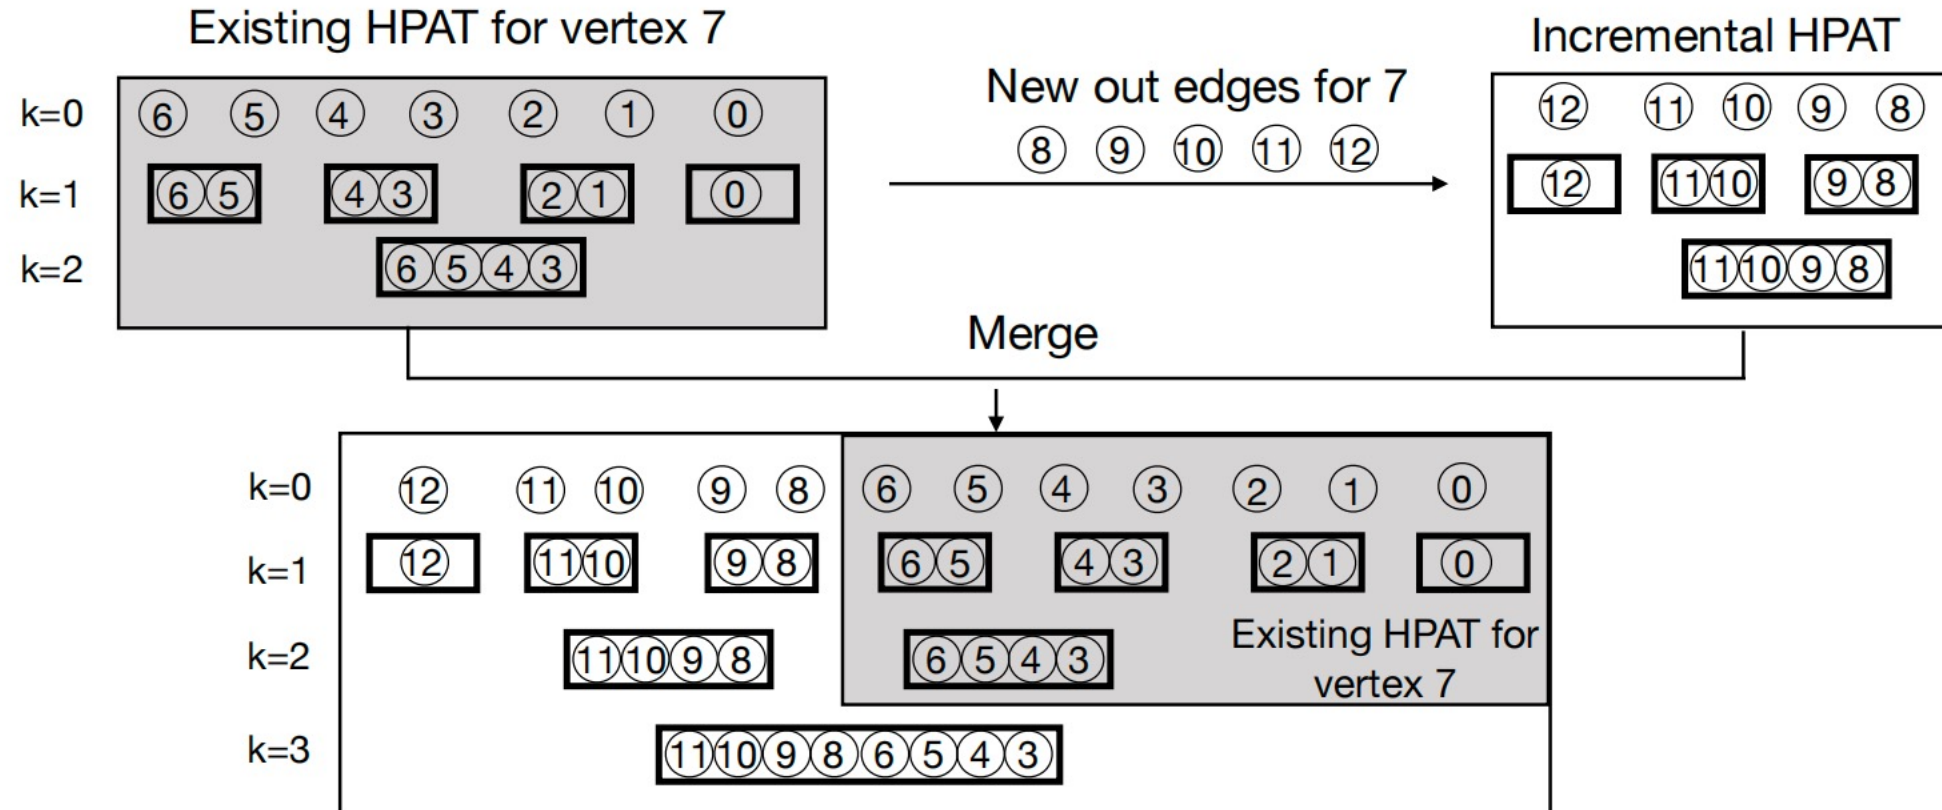 Existing HPAT for vertex 7
Incremental HPAT
New out edges for 7
k=0 6 5 4 3 2 1 0
8 9 10 11 12
12 11 10 9 8
k=1 6 5 4 3 2 1 0
12 11 10 9 8
k=2 6 5 4 3
11 10 9 8
Merge
k=0 12 11 10 9 8 6 5 4 3 2 1 0
k=1 12 11 10 9 8 6 5 4 3 2 1 0
k=2 11 10 9 8 6 5 4 3
Existing HPAT for
vertex 7
k=3 11 10 9 8 6 5 4 3